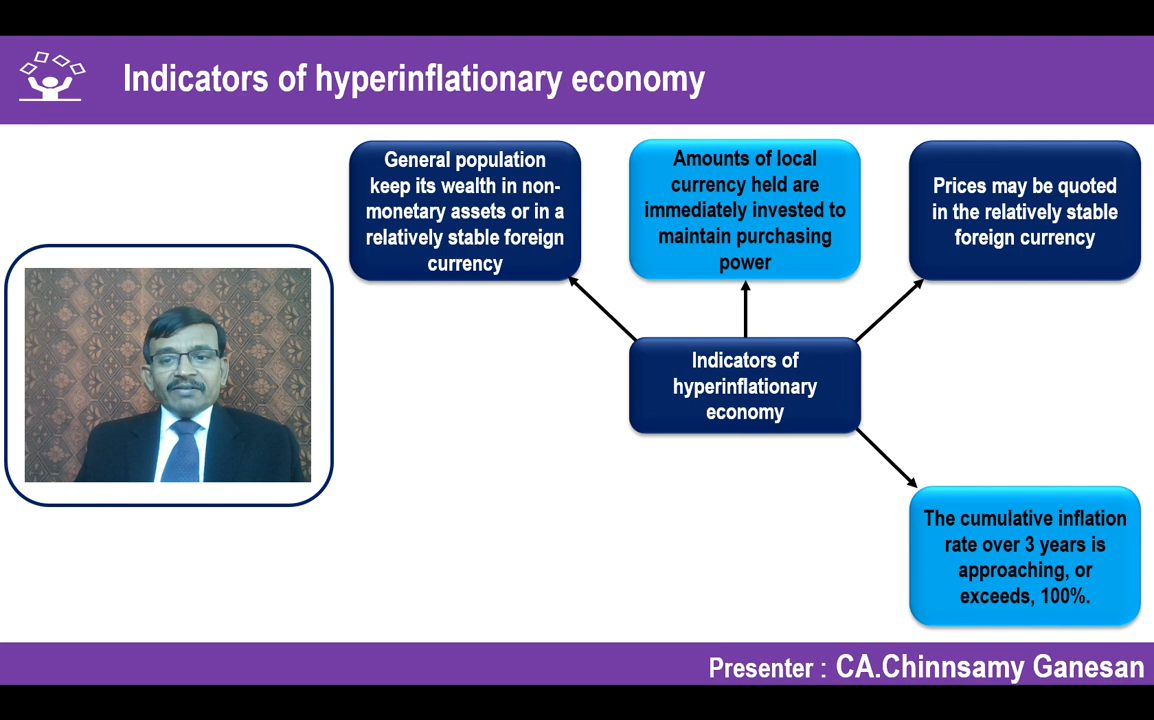 Indicators of hyperinflationary economy
General population
keep its wealth in non-
monetary assets or in a
relatively stable foreign
currency
Amounts of local
currency held are
immediately invested to
maintain purchasing
power
Prices may be quoted
in the relatively stable
foreign currency
Indicators of
hyperinflationary
economy
The cumulative inflation
rate over 3 years is
approaching, or
exceeds, 100%.
Presenter : CA.Chinnsamy Ganesan